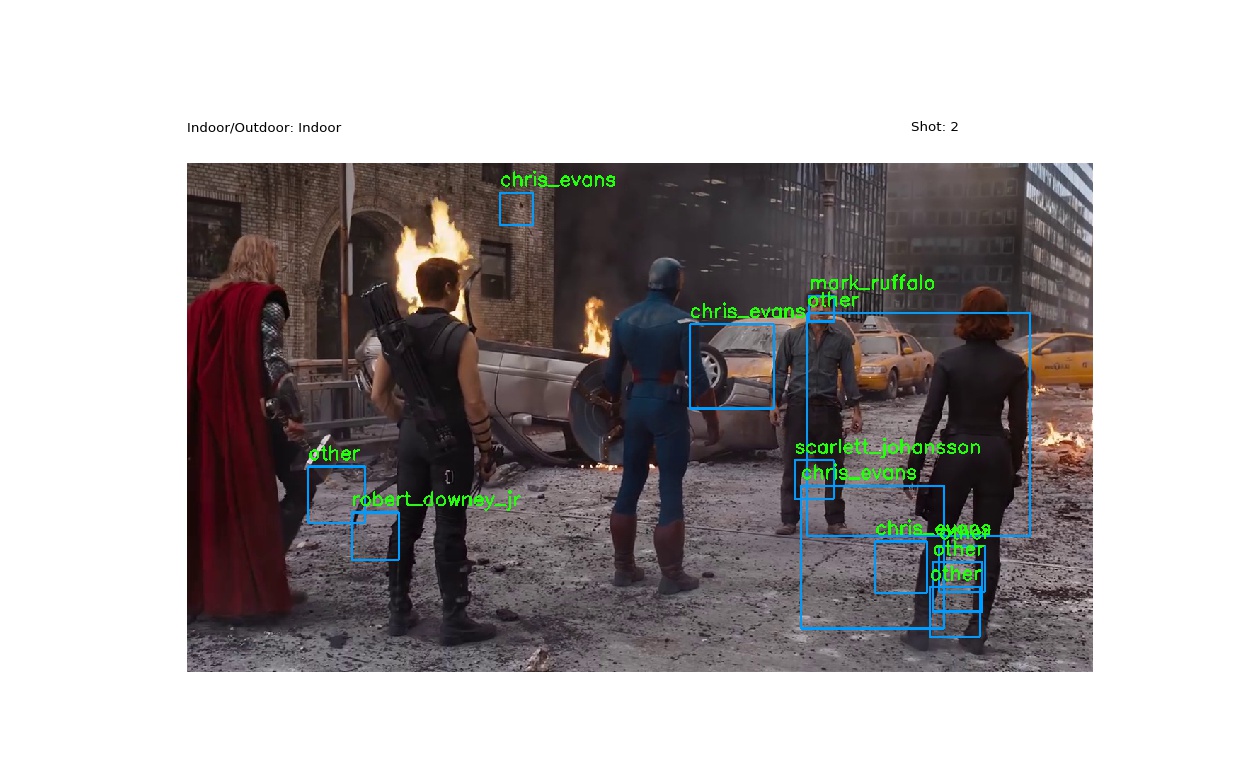 Indoor/Outdoor: Indoor
Shot: 2
chris_evans
mark_ruffalo
other
chris_evans
scarlett_johansson
other
chris_evans
robert_downey_jr
chris_evans
other
other
other